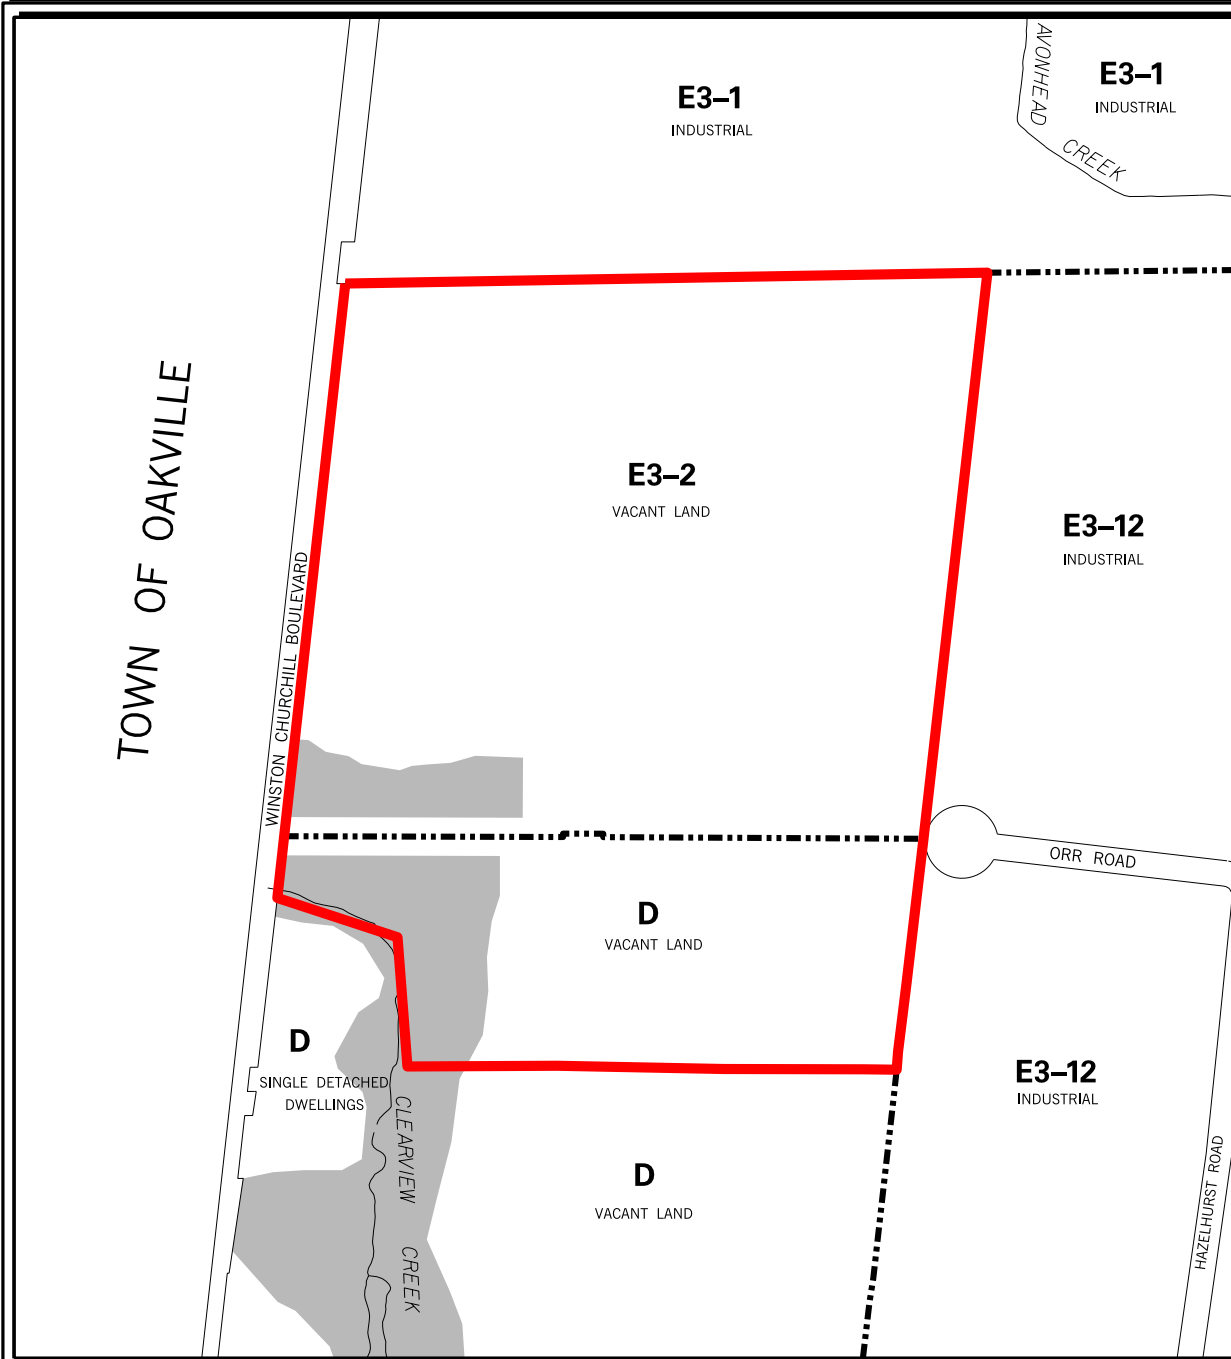 E3–1
INDUSTRIAL
AVONHEAD
CREEK
E3–1
INDUSTRIAL
TOWN OF OAKVILLE
WINSTON CHURCHILL BOULEVARD
E3–2
VACANT LAND
E3–12
INDUSTRIAL
ORR ROAD
D
VACANT LAND
D
SINGLE DETACHED
DWELLINGS
CLEARVIEW CREEK
D
VACANT LAND
E3–12
INDUSTRIAL
HAZELHURST ROAD